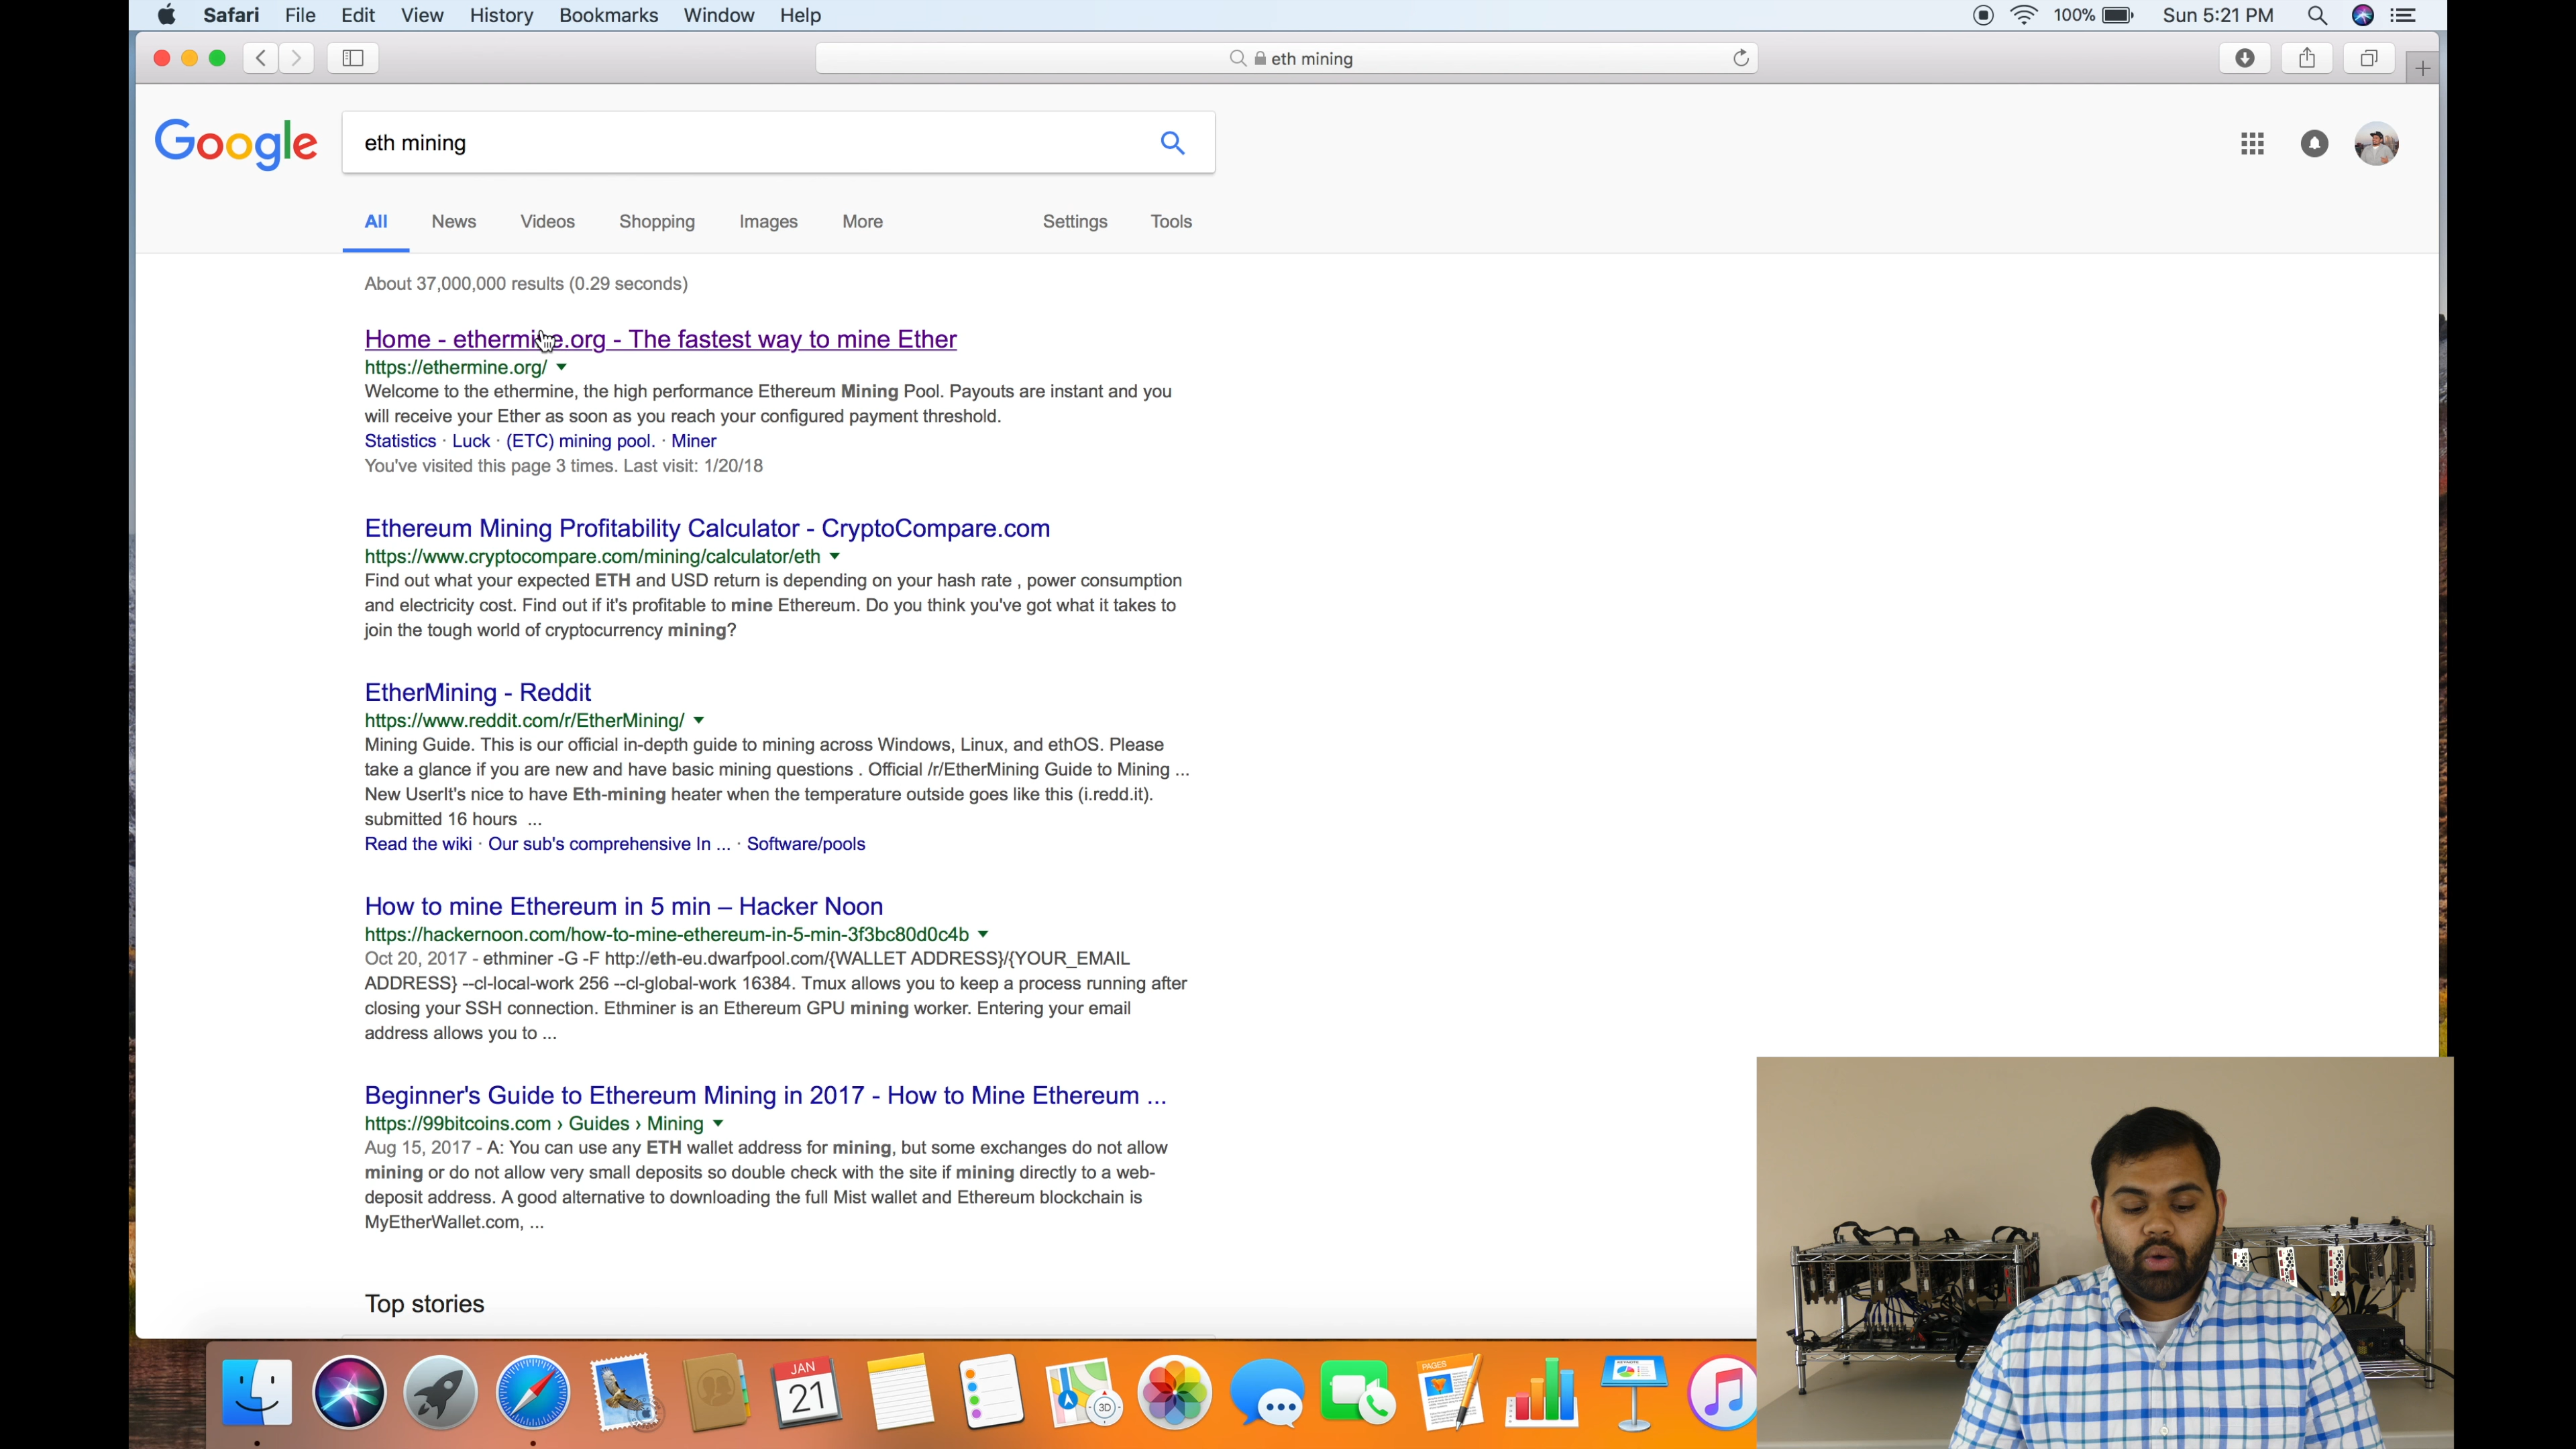 Safari File Edit View History Bookmarks Window Help 100% Sun 5:21 PM
eth mining
Google eth mining
All News Videos Shopping Images More Settings Tools
About 37,000,000 results (0.29 seconds)
Home - ethermine.org - The fastest way to mine Ether
https://ethermine.org/
Welcome to the ethermine, the high performance Ethereum Mining Pool. Payouts are instant and you
will receive your Ether as soon as you reach your configured payment threshold.
Statistics · Luck · (ETC) mining pool. · Miner
You've visited this page 3 times. Last visit: 1/20/18
Ethereum Mining Profitability Calculator - CryptoCompare.com
https://www.cryptocompare.com/mining/calculator/eth
Find out what your expected ETH and USD return is depending on your hash rate , power consumption
and electricity cost. Find out if it's profitable to mine Ethereum. Do you think you've got what it takes to
join the tough world of cryptocurrency mining?
EtherMining - Reddit
https://www.reddit.com/r/EtherMining/
Mining Guide. This is our official in-depth guide to mining across Windows, Linux, and ethOS. Please
take a glance if you are new and have basic mining questions . Official /r/EtherMining Guide to Mining ...
New UserIt's nice to have Eth-mining heater when the temperature outside goes like this (i.redd.it).
submitted 16 hours ...
Read the wiki · Our sub's comprehensive In ... · Software/pools
How to mine Ethereum in 5 min – Hacker Noon
https://hackernoon.com/how-to-mine-ethereum-in-5-min-3f3bc80d0c4b
Oct 20, 2017 - ethminer -G -F http://eth-eu.dwarfpool.com/{WALLET ADDRESS}/{YOUR_EMAIL
ADDRESS} --cl-local-work 256 --cl-global-work 16384. Tmux allows you to keep a process running after
closing your SSH connection. Ethminer is an Ethereum GPU mining worker. Entering your email
address allows you to ...
Beginner's Guide to Ethereum Mining in 2017 - How to Mine Ethereum ...
https://99bitcoins.com › Guides › Mining
Aug 15, 2017 - A: You can use any ETH wallet address for mining, but some exchanges do not allow
mining or do not allow very small deposits so double check with the site if mining directly to a web-
deposit address. A good alternative to downloading the full Mist wallet and Ethereum blockchain is
MyEtherWallet.com, ...
Top stories
JAN
21
3D
PAGES
KEYNOTE